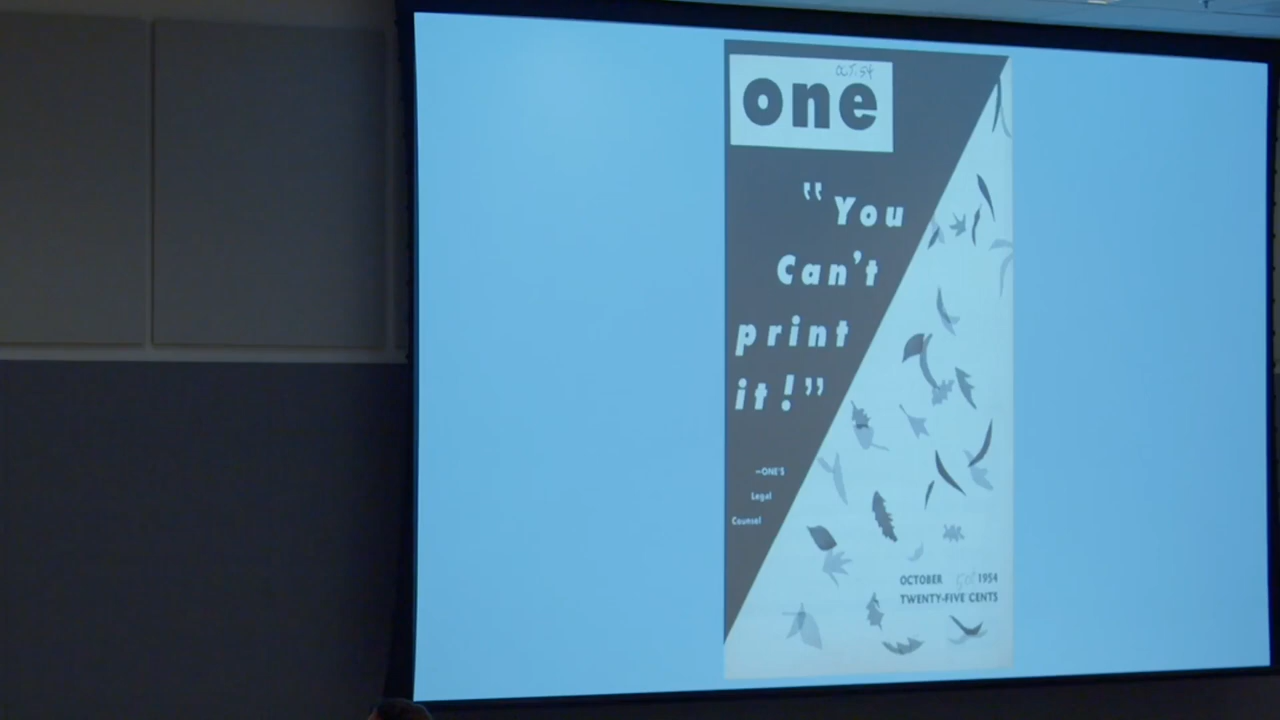 OCT. 54
one
"You
Can't
print
it!"
—ONE'S
Legal
Counsel
OCTOBER 1954
TWENTY-FIVE CENTS